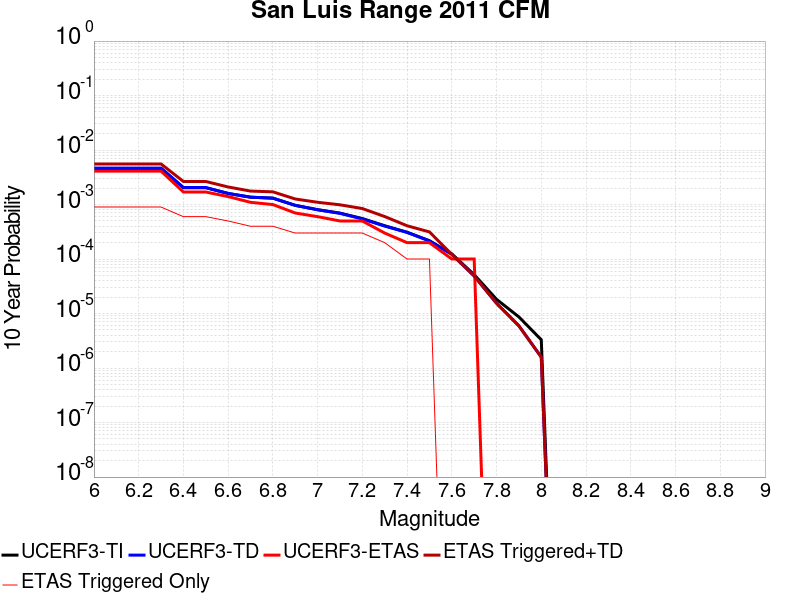 San Luis Range 2011 CFM
10 0
10 -1
10 -2
10 -3
10 -4
10 -5
10 -6
10 -7
10 -8
10 Year Probability
6 6.2 6.4 6.6 6.8 7 7.2 7.4 7.6 7.8 8 8.2 8.4 8.6 8.8 9
Magnitude
UCERF3-TI UCERF3-TD UCERF3-ETAS ETAS Triggered+TD
ETAS Triggered Only